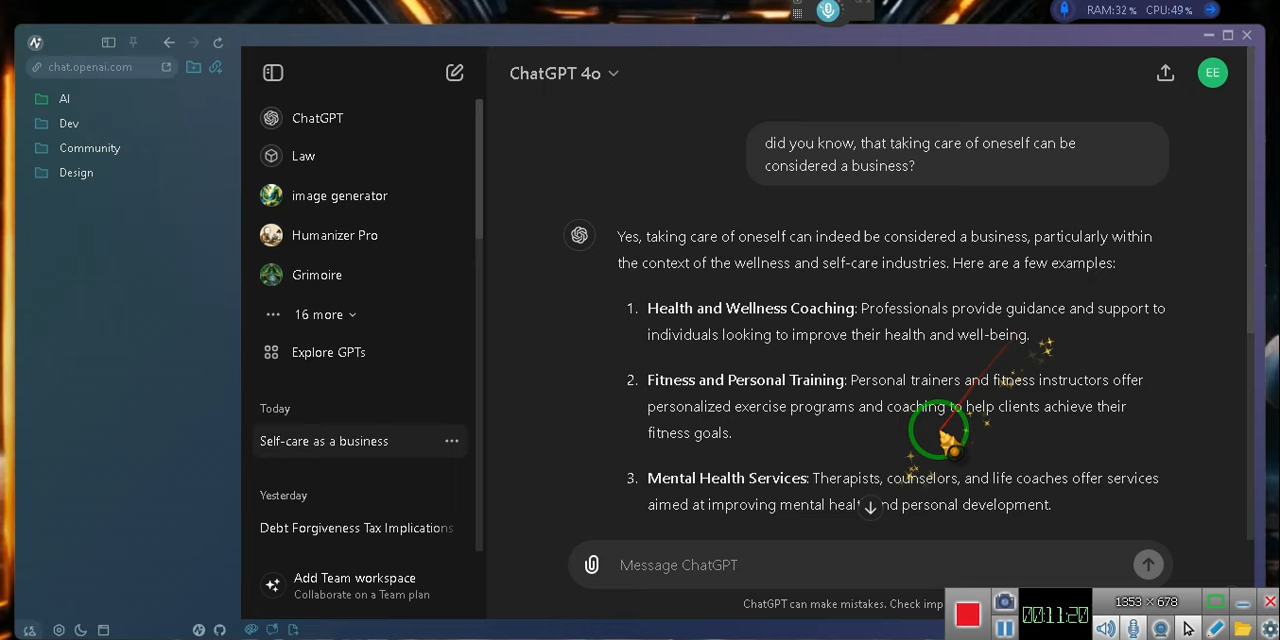 RAM:32% CPU:49%
chat.openai.com
AI
Dev
Community
Design
ChatGPT
Law
image generator
Humanizer Pro
Grimoire
16 more
Explore GPTs
Today
Self-care as a business
Yesterday
Debt Forgiveness Tax Implications
Add Team workspace
Collaborate on a Team plan
ChatGPT 4o
EE
did you know, that taking care of oneself can be
considered a business?
Yes, taking care of oneself can indeed be considered a business, particularly within
the context of the wellness and self-care industries. Here are a few examples:
1. Health and Wellness Coaching: Professionals provide guidance and support to
individuals looking to improve their health and well-being.
2. Fitness and Personal Training: Personal trainers and fitness instructors offer
personalized exercise programs and coaching to help clients achieve their
fitness goals.
3. Mental Health Services: Therapists, counselors, and life coaches offer services
aimed at improving mental health and personal development.
Message ChatGPT
ChatGPT can make mistakes. Check imp
00:11:20
1353 × 678